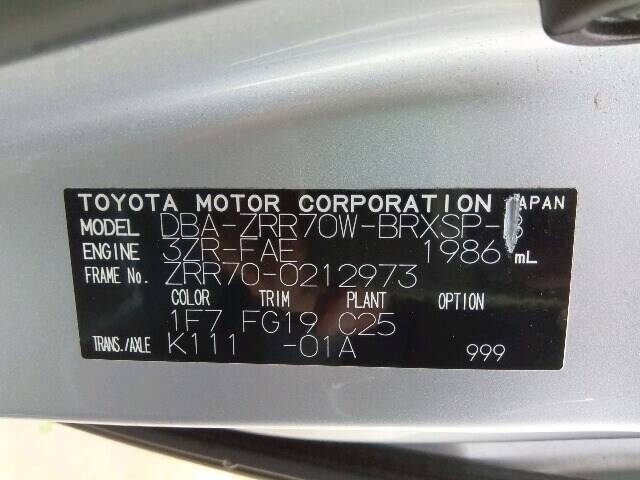 TOYOTA MOTOR CORPORATION JAPAN
MODEL DBA-ZRR70W-BRXSP-
ENGINE 3ZR-FAE 1986 mL
FRAME No. ZRR70-0212973
COLOR TRIM PLANT OPTION
1F7 FG19 C25
TRANS./AXLE K111 -01A 999